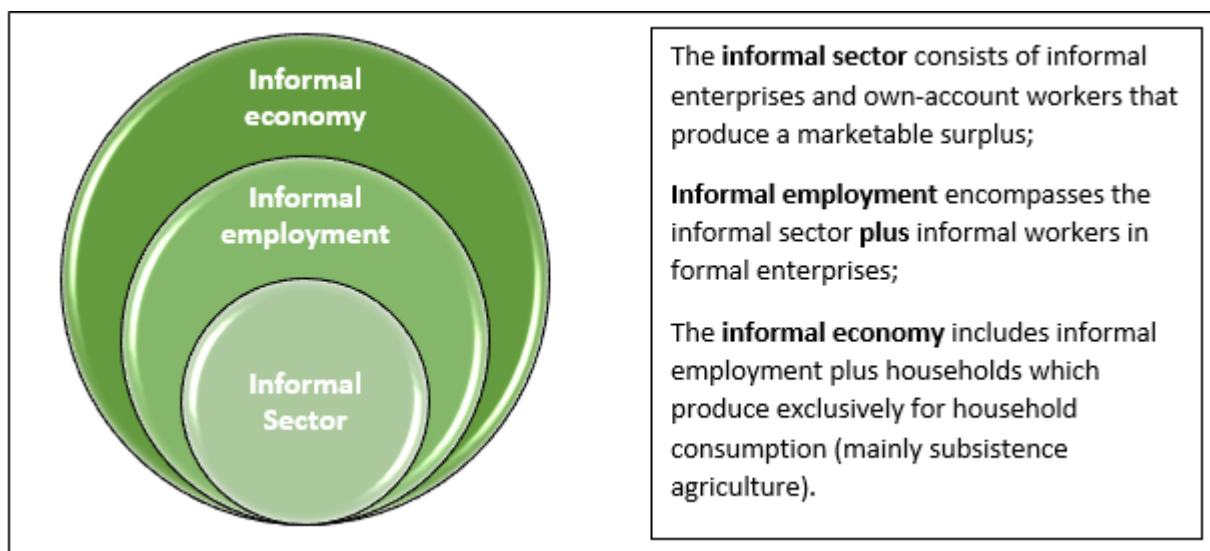 Informal
economy
Informal
employment
Informal
Sector
The informal sector consists of informal
enterprises and own-account workers that
produce a marketable surplus;
Informal employment encompasses the
informal sector plus informal workers in
formal enterprises;
The informal economy includes informal
employment plus households which
produce exclusively for household
consumption (mainly subsistence
agriculture).